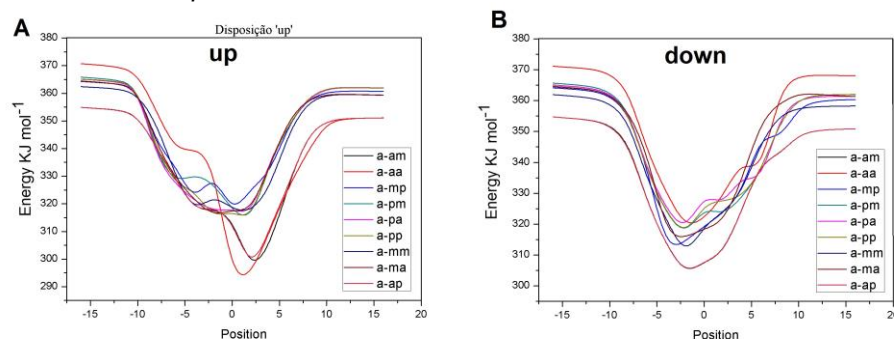 A
Disposição 'up'
up
Energy KJ mol⁻¹
380
370
360
350
340
330
320
310
300
290
-15 -10 -5 0 5 10 15 20
Position
a-am
a-aa
a-mp
a-pm
a-pa
a-pp
a-mm
a-ma
a-ap
B
down
Energy KJ mol⁻¹
380
370
360
350
340
330
320
310
300
-15 -10 -5 0 5 10 15 20
Position
a-am
a-aa
a-mp
a-pm
a-pa
a-pp
a-mm
a-ma
a-ap